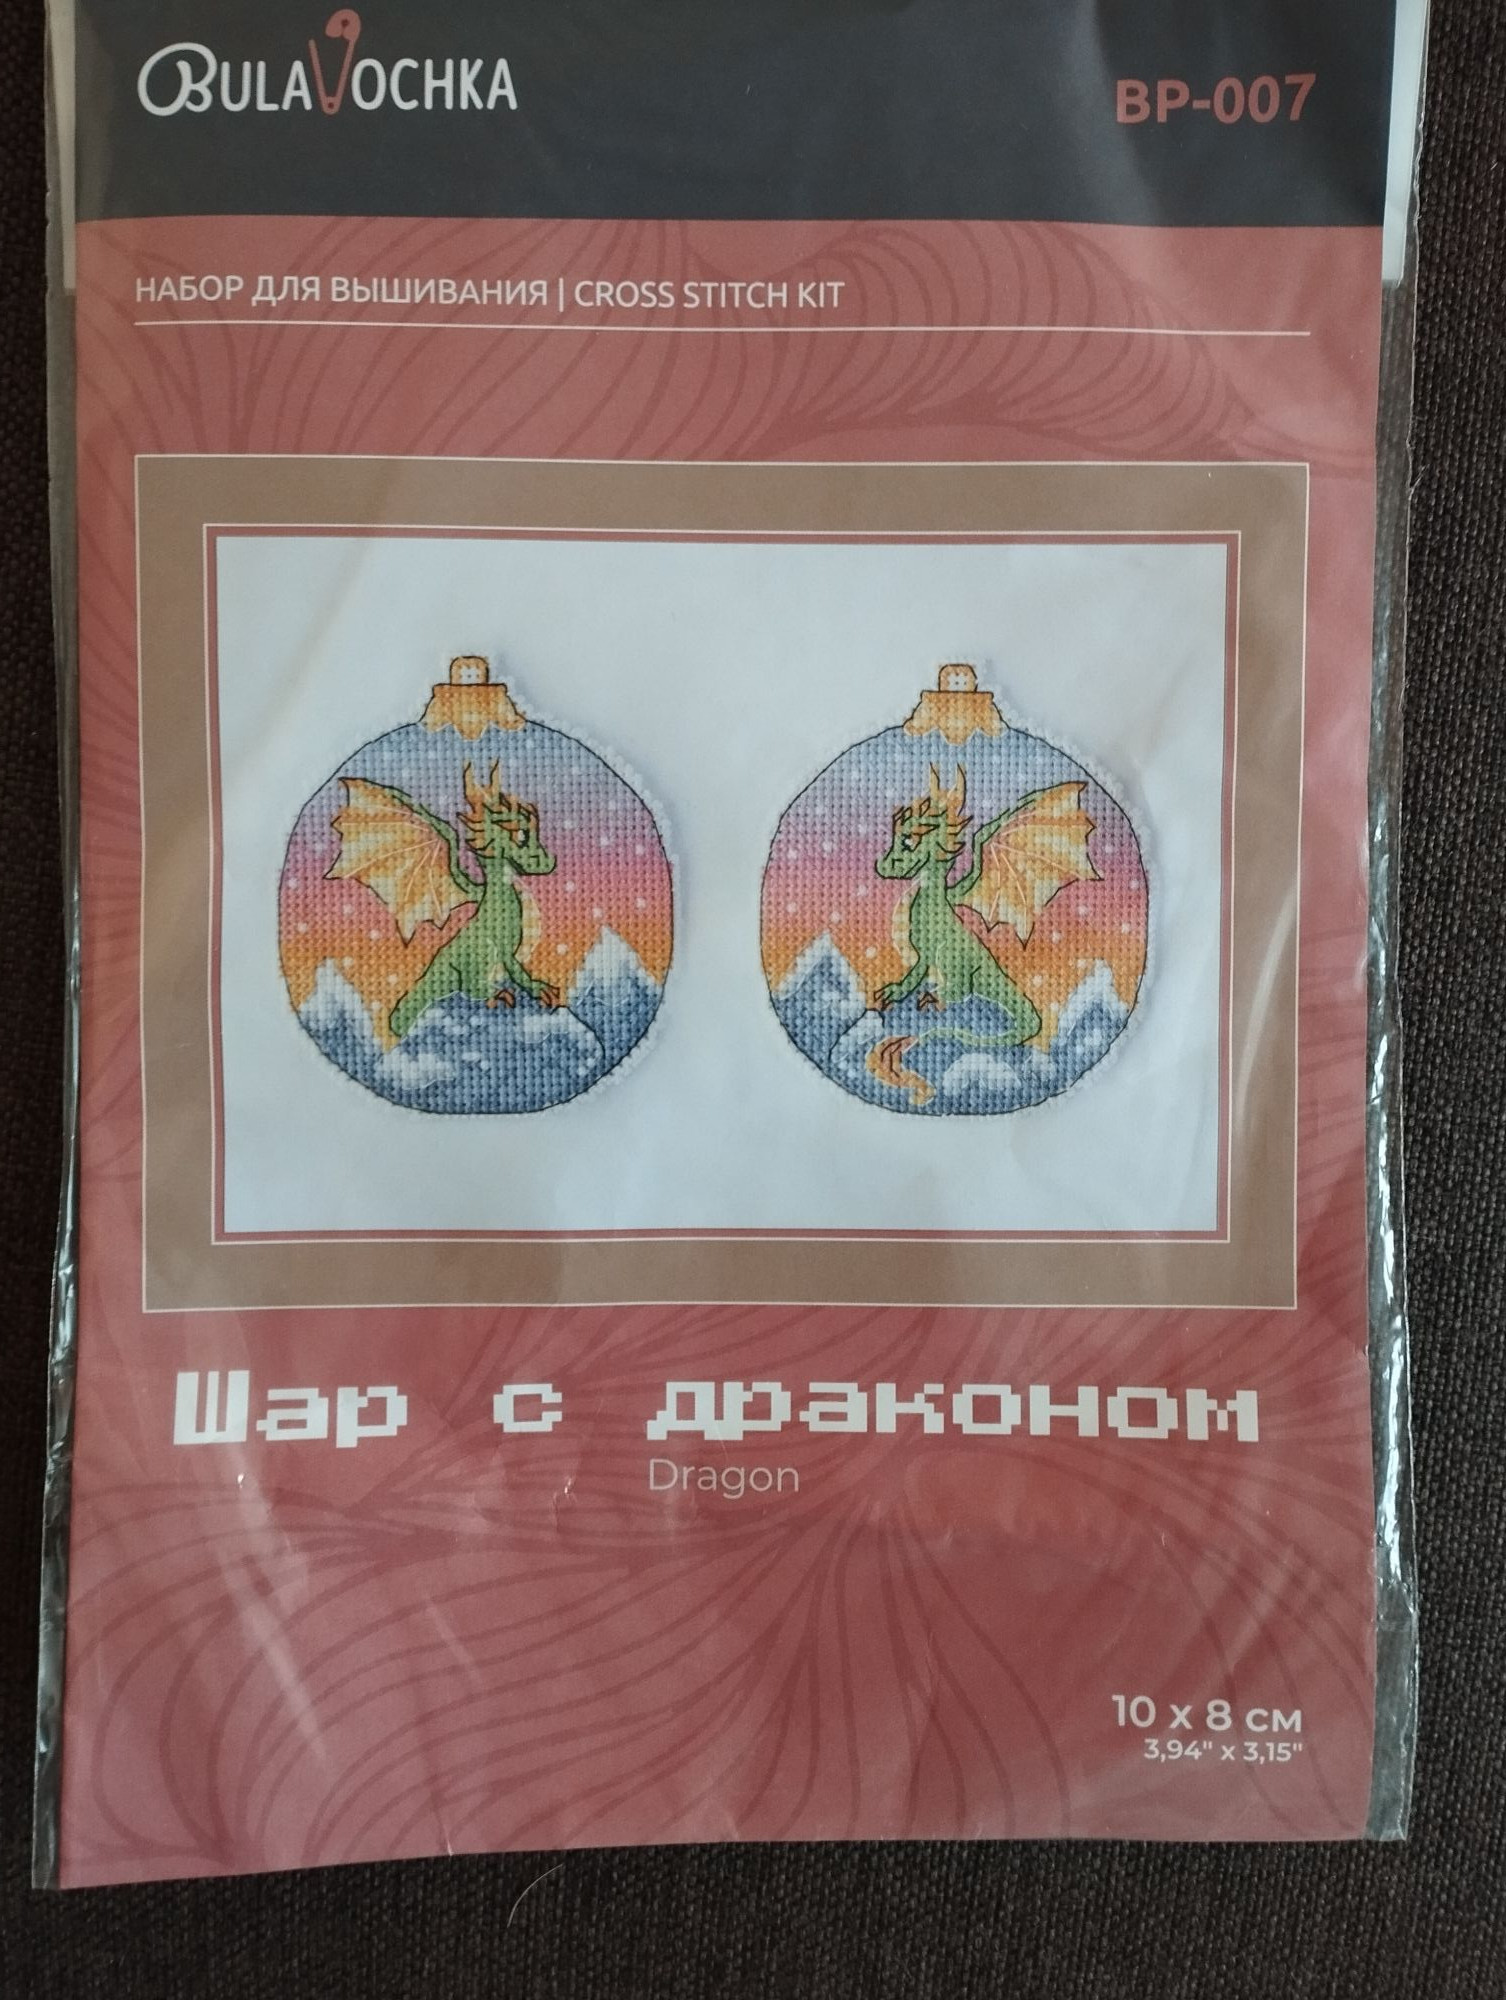 BULAVOCHKA
BP-007
НАБОР ДЛЯ ВЫШИВАНИЯ | CROSS STITCH KIT
Шар с драконом
Dragon
10 x 8 см
3,94" x 3,15"